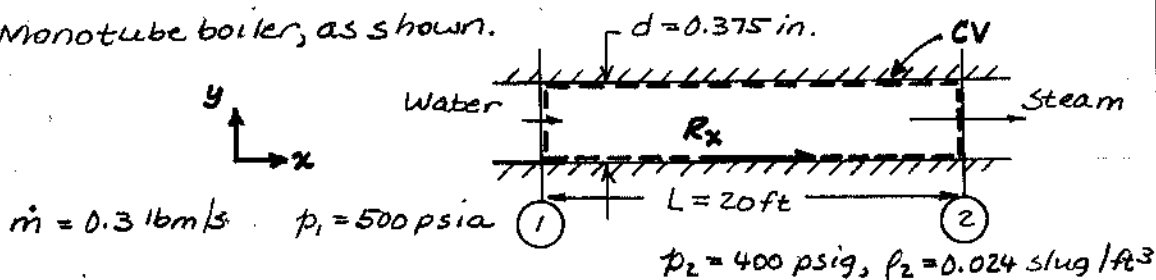 Monotube boiler, as shown.
d = 0.375 in.
CV
y
Water
Steam
Rx
x
L = 20 ft
ṁ = 0.3 lbm/s p₁ = 500 psia
1
2
p₂ = 400 psig, ρ₂ = 0.024 slug/ft³